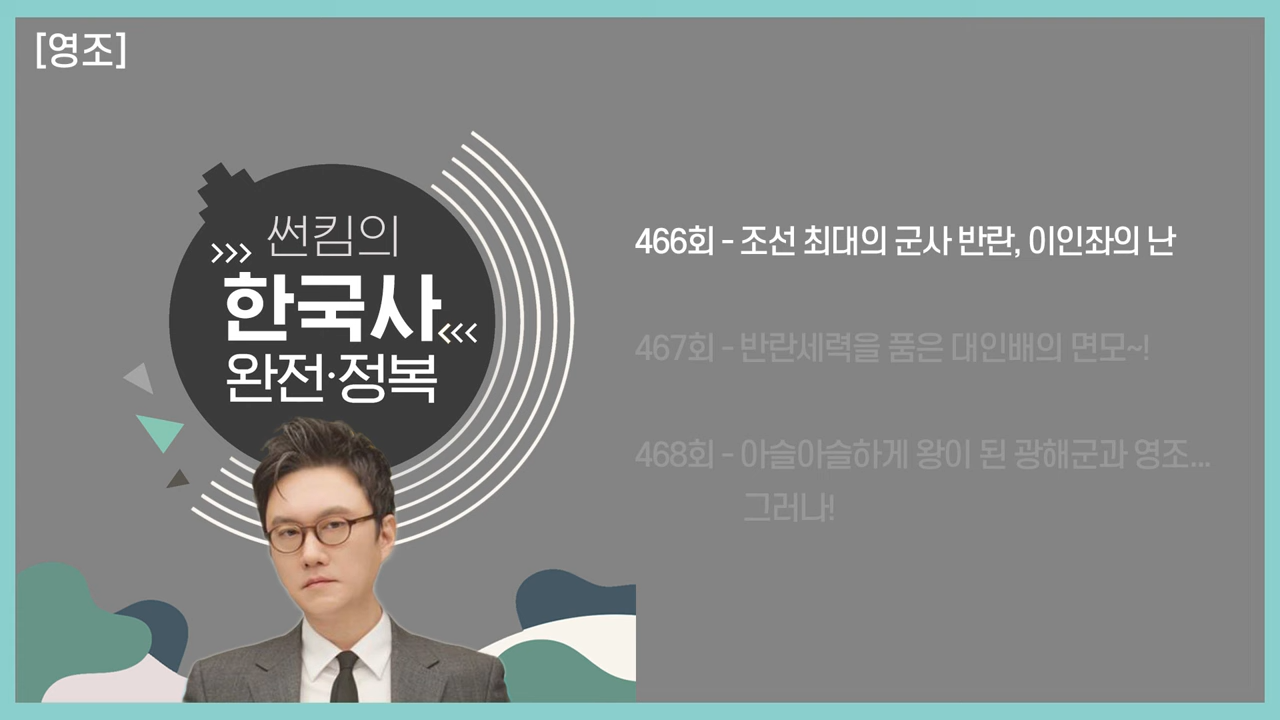 [영조]
썬킴의
한국사
완전·정복
466회 - 조선 최대의 군사 반란, 이인좌의 난
467회 - 반란세력을 품은 대인배의 면모~!
468회 - 아슬아슬하게 왕이 된 광해군과 영조...
그러나!